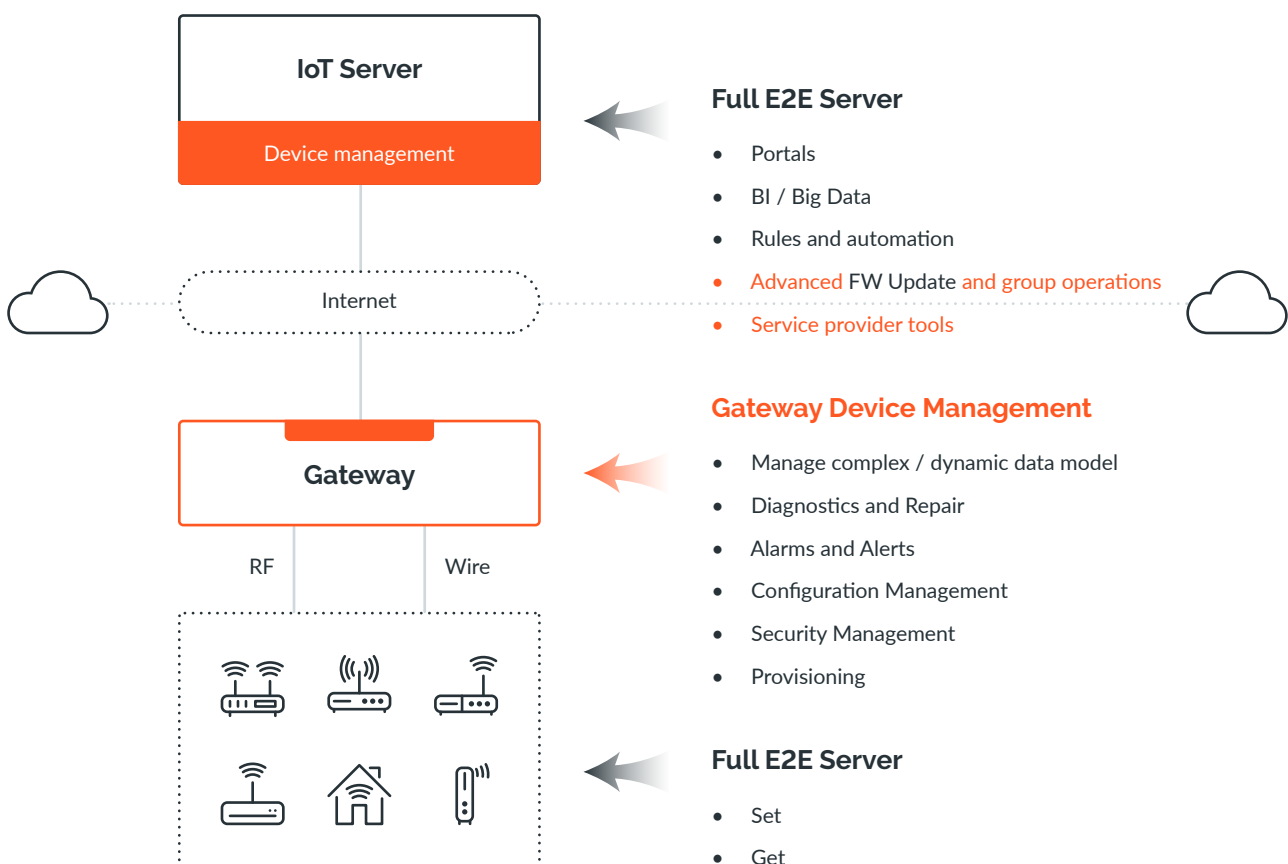 IoT Server
Device management
Internet
Gateway
RF
Wire
Full E2E Server
• Portals
• BI / Big Data
• Rules and automation
• Advanced FW Update and group operations
• Service provider tools
Gateway Device Management
• Manage complex / dynamic data model
• Diagnostics and Repair
• Alarms and Alerts
• Configuration Management
• Security Management
• Provisioning
Full E2E Server
• Set
• Get